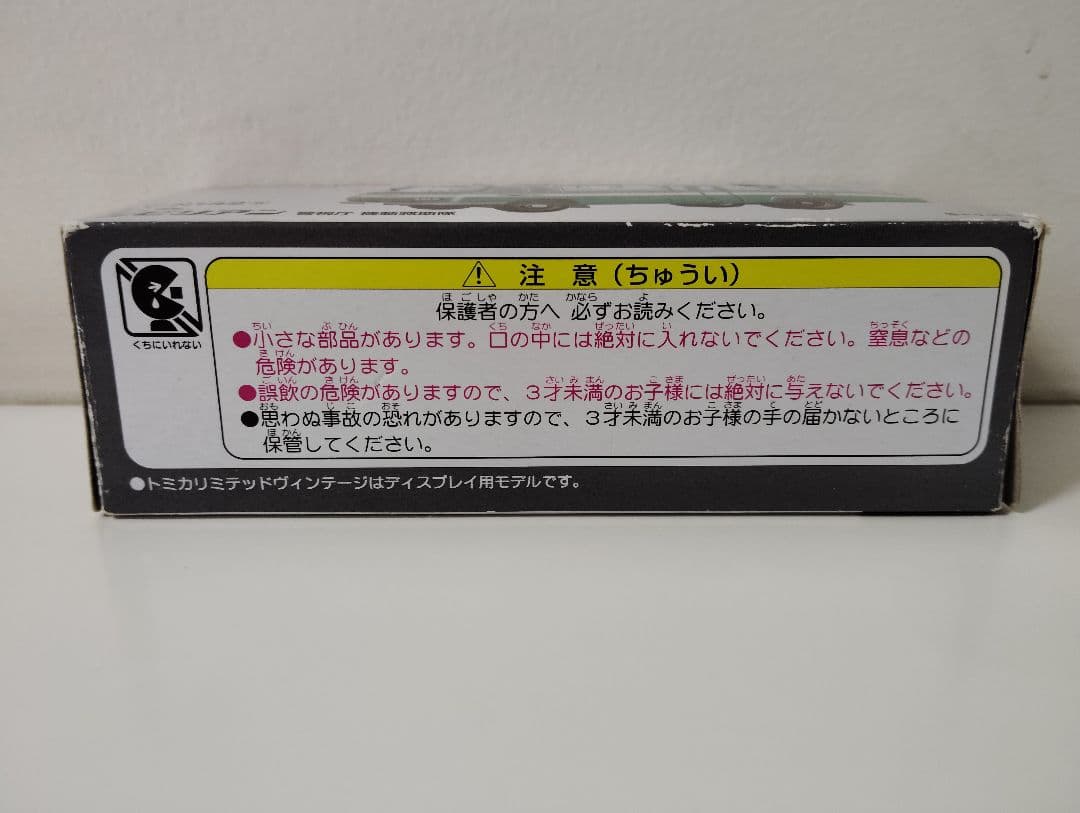 警視庁 機動救助隊
⚠ 注 意（ちゅうい）
保護者の方へ 必ずお読みください。
●小さな部品があります。口の中には絶対に入れないでください。窒息などの
危険があります。
●誤飲の危険がありますので、3才未満のお子様には絶対に与えないでください。
●思わぬ事故の恐れがありますので、3才未満のお子様の手の届かないところに
保管してください。
くちにいれない
●トミカリミテッドヴィンテージはディスプレイ用モデルです。